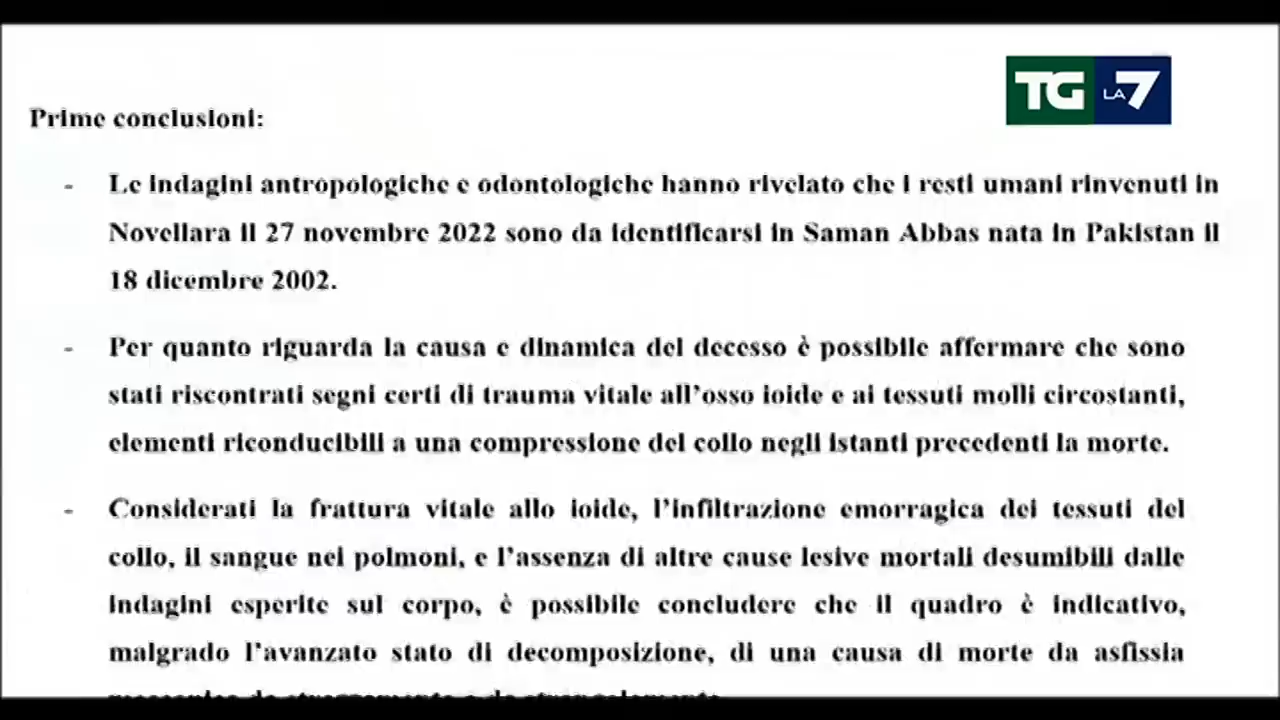 TG LA7
Prime conclusioni:
- Le indagini antropologiche e odontologiche hanno rivelato che i resti umani rinvenuti in
Novellara il 27 novembre 2022 sono da identificarsi in Saman Abbas nata in Pakistan il
18 dicembre 2002.
- Per quanto riguarda la causa e dinamica del decesso è possibile affermare che sono
stati riscontrati segni certi di trauma vitale all'osso ioide e ai tessuti molli circostanti,
elementi riconducibili a una compressione del collo negli istanti precedenti la morte.
- Considerati la frattura vitale allo ioide, l'infiltrazione emorragica dei tessuti del
collo, il sangue nei polmoni, e l'assenza di altre cause lesive mortali desumibili dalle
indagini esperite sul corpo, è possibile concludere che il quadro è indicativo,
malgrado l'avanzato stato di decomposizione, di una causa di morte da asfissia